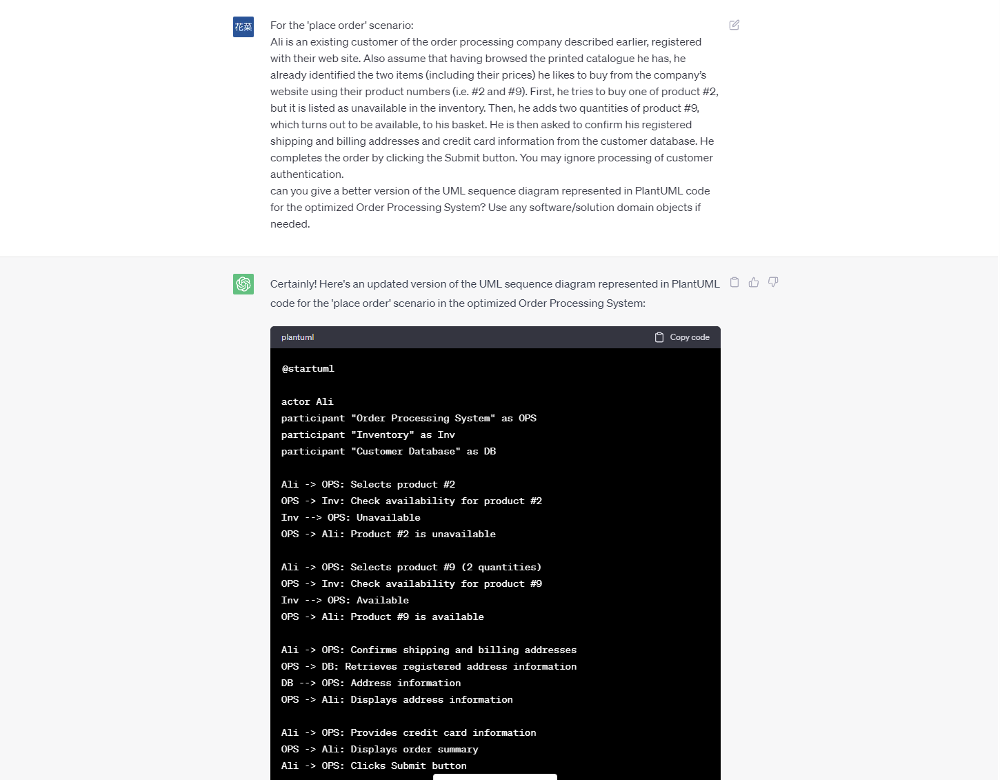 花菜
For the 'place order' scenario:
Ali is an existing customer of the order processing company described earlier, registered
with their web site. Also assume that having browsed the printed catalogue he has, he
already identified the two items (including their prices) he likes to buy from the company’s
website using their product numbers (i.e. #2 and #9). First, he tries to buy one of product #2,
but it is listed as unavailable in the inventory. Then, he adds two quantities of product #9,
which turns out to be available, to his basket. He is then asked to confirm his registered
shipping and billing addresses and credit card information from the customer database. He
completes the order by clicking the Submit button. You may ignore processing of customer
authentication.
can you give a better version of the UML sequence diagram represented in PlantUML code
for the optimized Order Processing System? Use any software/solution domain objects if
needed.
Certainly! Here's an updated version of the UML sequence diagram represented in PlantUML
code for the 'place order' scenario in the optimized Order Processing System:
plantuml
Copy code
@startuml
actor Ali
participant "Order Processing System" as OPS
participant "Inventory" as Inv
participant "Customer Database" as DB
Ali -> OPS: Selects product #2
OPS -> Inv: Check availability for product #2
Inv --> OPS: Unavailable
OPS -> Ali: Product #2 is unavailable
Ali -> OPS: Selects product #9 (2 quantities)
OPS -> Inv: Check availability for product #9
Inv --> OPS: Available
OPS -> Ali: Product #9 is available
Ali -> OPS: Confirms shipping and billing addresses
OPS -> DB: Retrieves registered address information
DB --> OPS: Address information
OPS -> Ali: Displays address information
Ali -> OPS: Provides credit card information
OPS -> Ali: Displays order summary
Ali -> OPS: Clicks Submit button